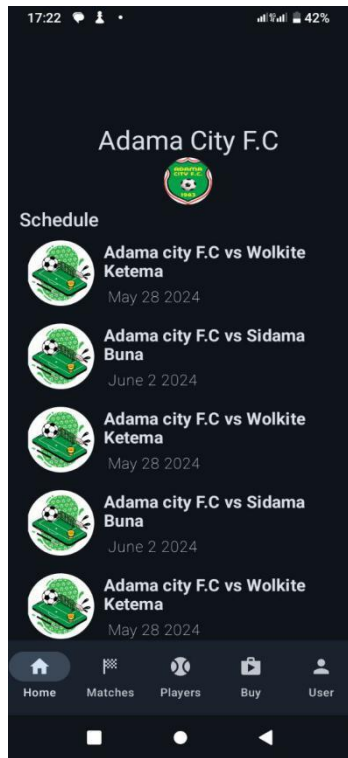 17:22
42%
Adama City F.C
ADAMA
CITY F.C.
Schedule
Adama city F.C vs Wolkite
Ketema
May 28 2024
Adama city F.C vs Sidama
Buna
June 2 2024
Adama city F.C vs Wolkite
Ketema
May 28 2024
Adama city F.C vs Sidama
Buna
June 2 2024
Adama city F.C vs Wolkite
Ketema
May 28 2024
Home Matches Players Buy User